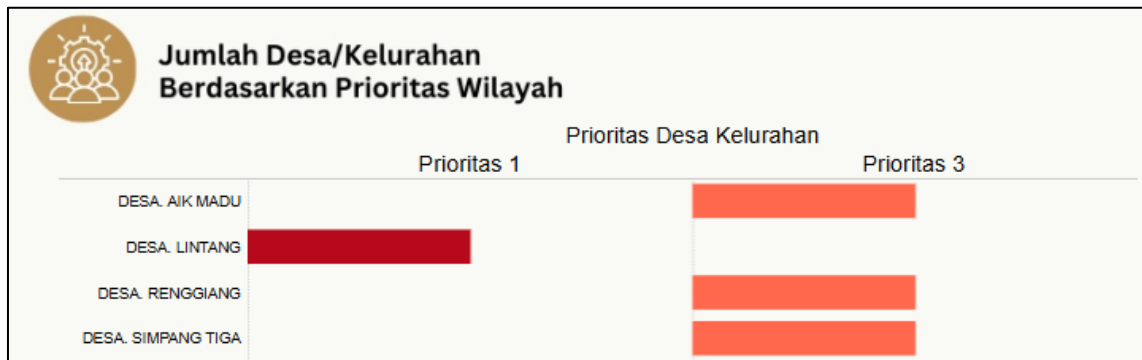 Jumlah Desa/Kelurahan
Berdasarkan Prioritas Wilayah
Prioritas Desa Kelurahan
Prioritas 1 Prioritas 3
DESA. AIK MADU
DESA. LINTANG
DESA. RENGGIANG
DESA. SIMPANG TIGA